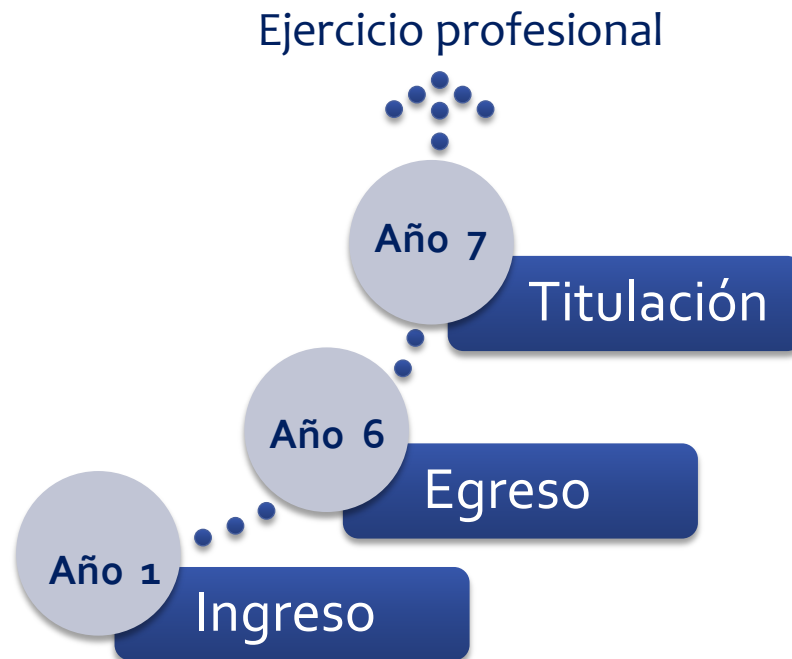 Ejercicio profesional
Año 7
Titulación
Año 6
Egreso
Año 1
Ingreso